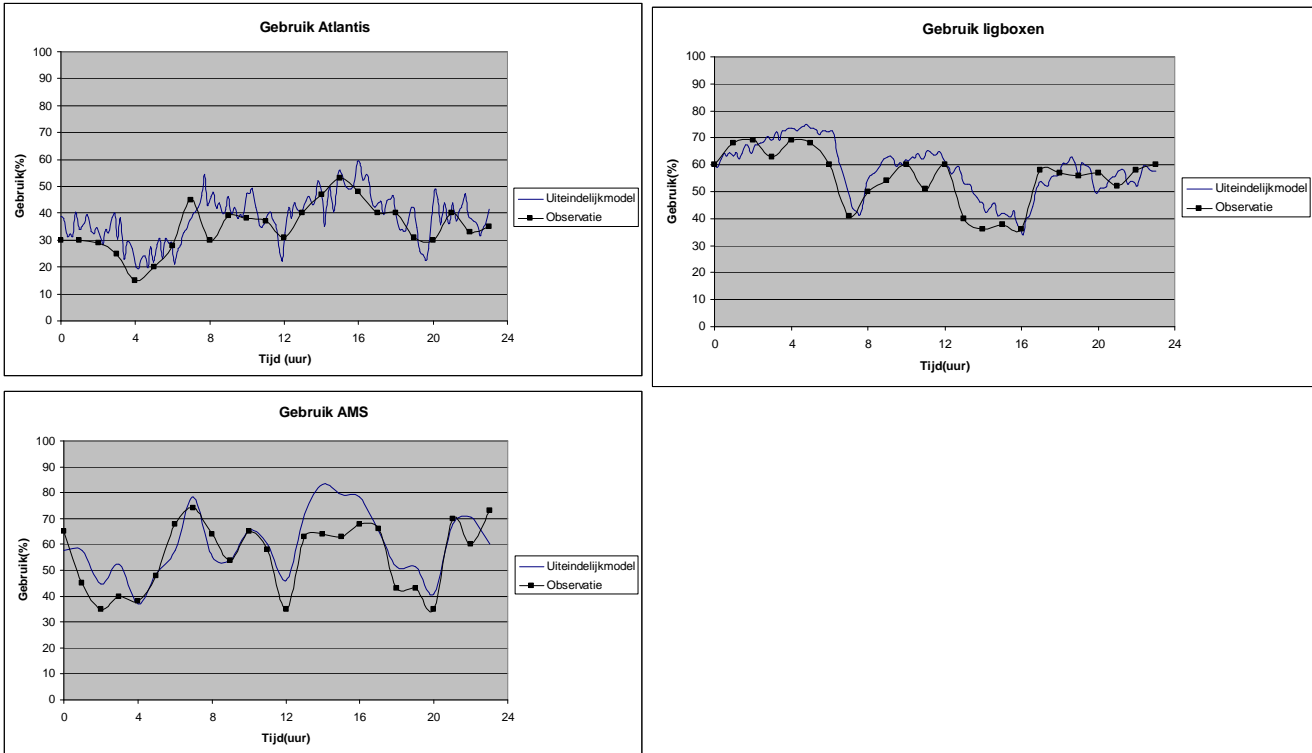 Gebruik Atlantis
100
90
80
70
60
50
40
30
20
10
0
Gebruik(%)
0 4 8 12 16 20 24
Tijd (uur)
Uiteindelijkmodel
Observatie
Gebruik ligboxen
100
90
80
70
60
50
40
30
20
10
0
Gebruik(%)
0 4 8 12 16 20 24
Tijd(uur)
Uiteindelijkmodel
Observatie
Gebruik AMS
100
90
80
70
60
50
40
30
20
10
0
Gebruik(%)
0 4 8 12 16 20 24
Tijd(uur)
Uiteindelijkmodel
Observatie